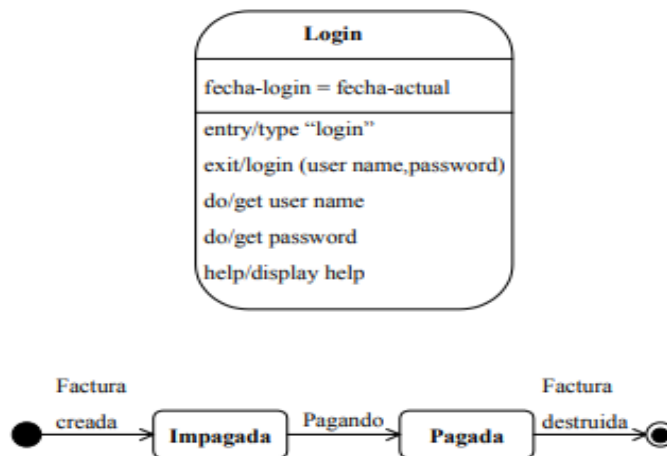 Login
fecha-login = fecha-actual
entry/type “login”
exit/login (user name,password)
do/get user name
do/get password
help/display help
Factura
creada
Impagada
Pagando
Pagada
Factura
destruida